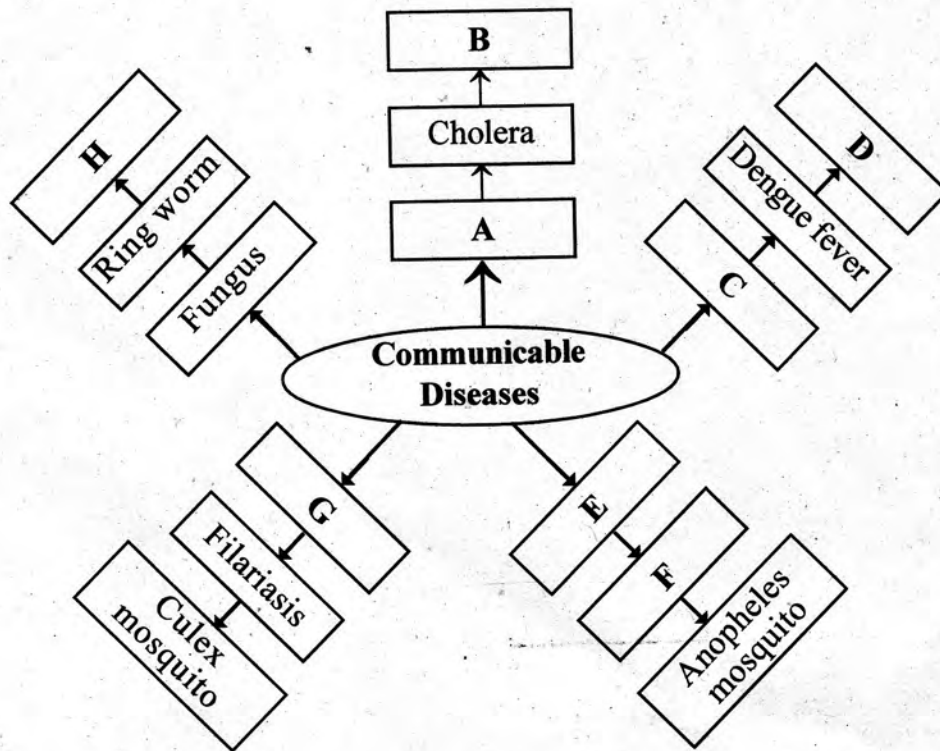 B
Cholera
A
H
Ring worm
Fungus
D
Dengue fever
C
Communicable
Diseases
G
Filariasis
Culex
mosquito
E
F
Anopheles
mosquito